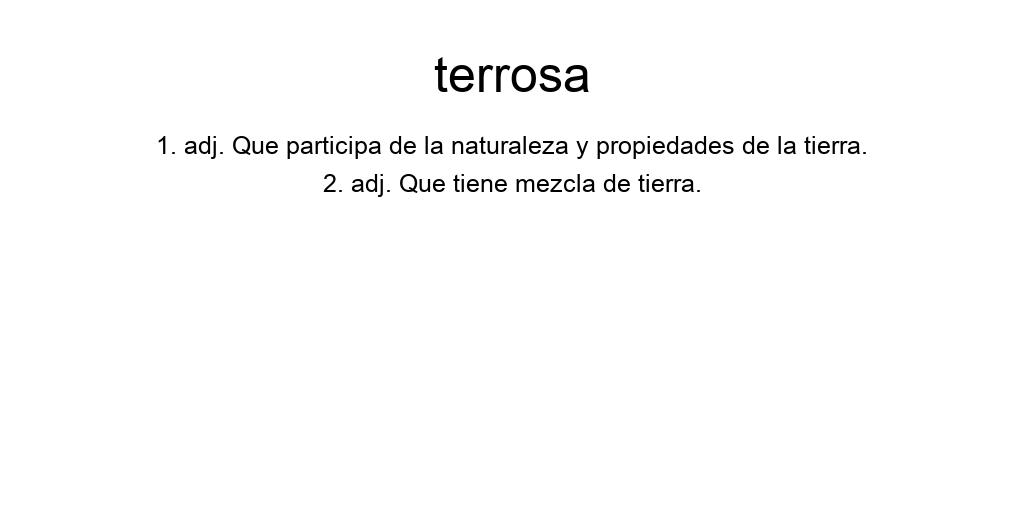 terrosa
1. adj. Que participa de la naturaleza y propiedades de la tierra.
2. adj. Que tiene mezcla de tierra.